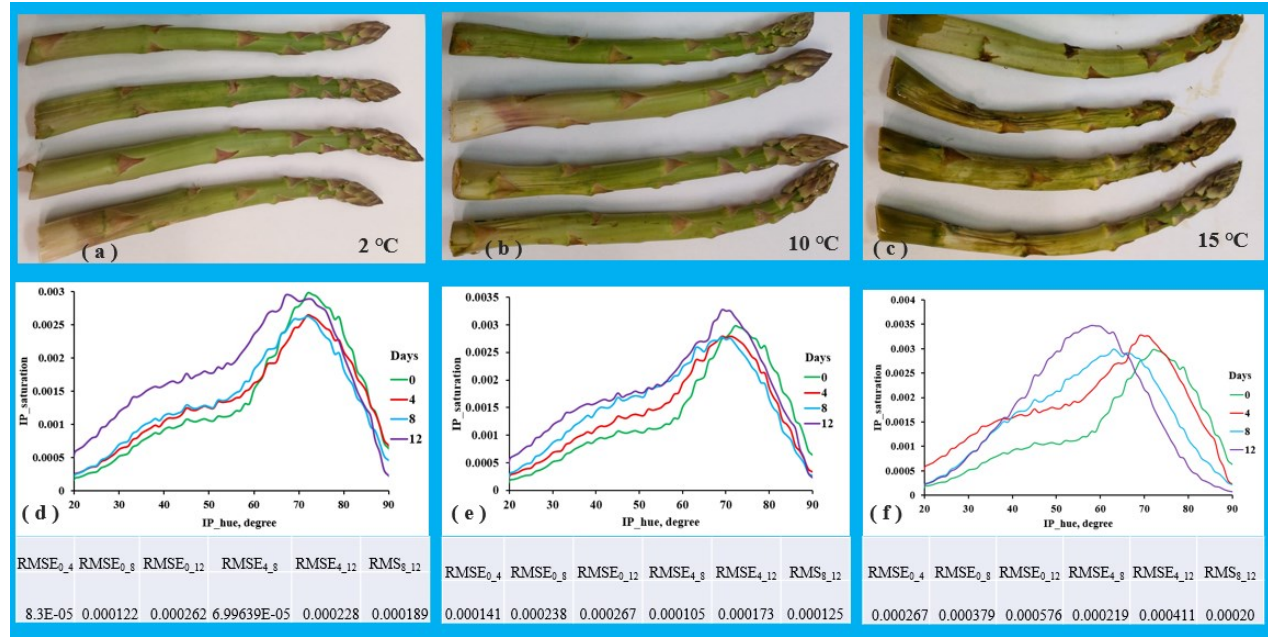 ( a )
2 °C
( b )
10 °C
( c )
15 °C
0.003
0.0025
0.002
0.0015
0.001
0.0005
0
IP_saturation
20 30 40 50 60 70 80 90
IP_hue, degree
Days
0
4
8
12
( d )
0.0035
0.003
0.0025
0.002
0.0015
0.001
0.0005
0
IP_saturation
20 30 40 50 60 70 80 90
IP_hue, degree
Days
0
4
8
12
( e )
0.004
0.0035
0.003
0.0025
0.002
0.0015
0.001
0.0005
0
IP_saturation
20 30 40 50 60 70 80 90
IP_hue, degree
Days
0
4
8
12
( f )
RMSE0_4 RMSE0_8 RMSE0_12 RMSE4_8 RMSE4_12 RMS8_12
8.3E-05 0.000122 0.000262 6.99639E-05 0.000228 0.000189
RMSE0_4 RMSE0_8 RMSE0_12 RMSE4_8 RMSE4_12 RMS8_12
0.000141 0.000238 0.000267 0.000105 0.000173 0.000125
RMSE0_4 RMSE0_8 RMSE0_12 RMSE4_8 RMSE4_12 RMS8_12
0.000267 0.000379 0.000576 0.000219 0.000411 0.00020